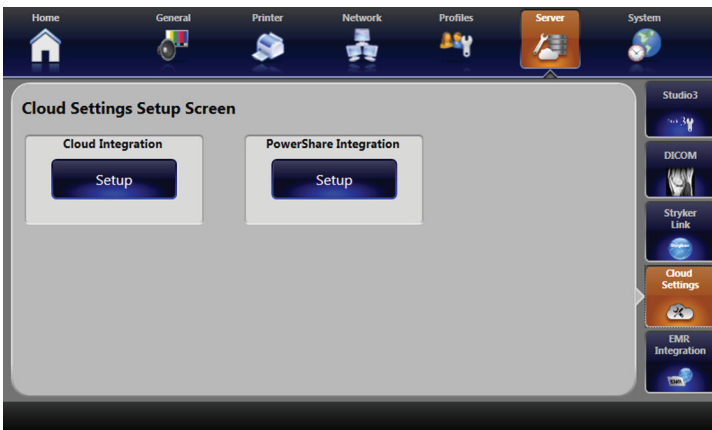 Home
General
Printer
Network
Profiles
Server
System
Cloud Settings Setup Screen
Cloud Integration
Setup
PowerShare Integration
Setup
Studio3
DICOM
Stryker
Link
Cloud
Settings
EMR
Integration